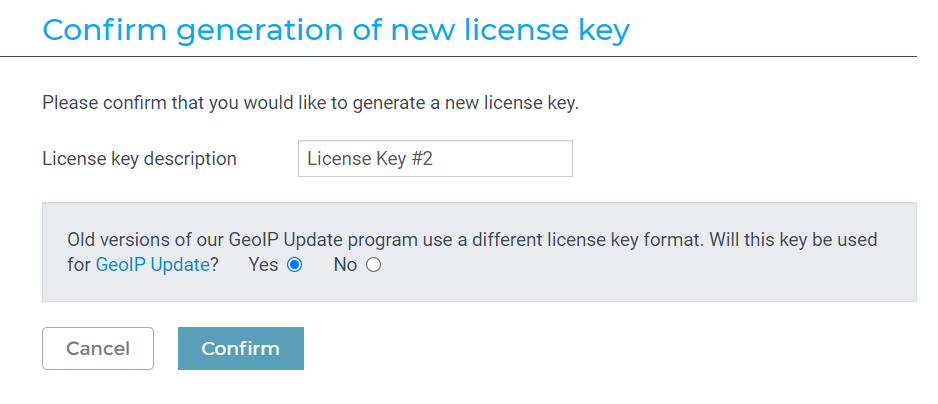 Confirm generation of new license key
Please confirm that you would like to generate a new license key.
License key description
License Key #2
Old versions of our GeoIP Update program use a different license key format. Will this key be used
for GeoIP Update? Yes No
Cancel Confirm